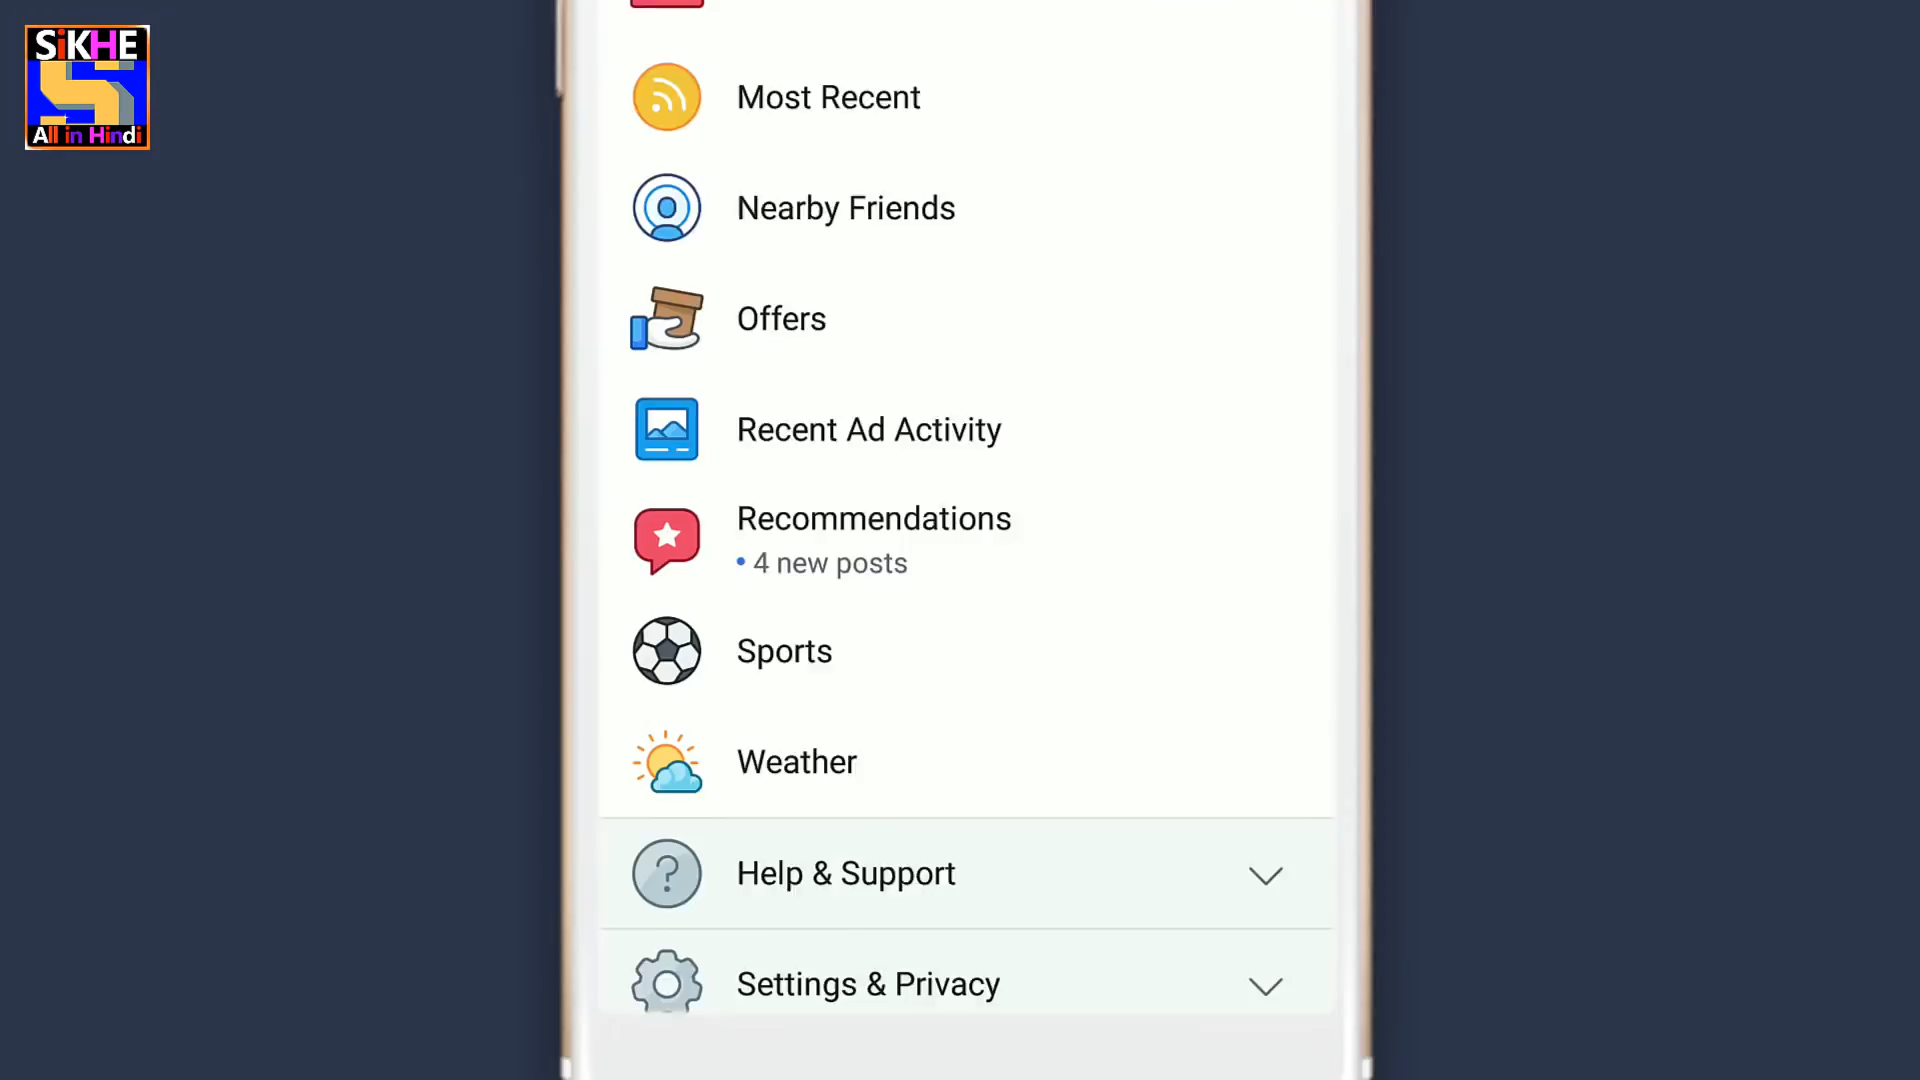 SiKHE
All in Hindi
Most Recent
Nearby Friends
Offers
Recent Ad Activity
Recommendations
• 4 new posts
Sports
Weather
Help & Support
Settings & Privacy